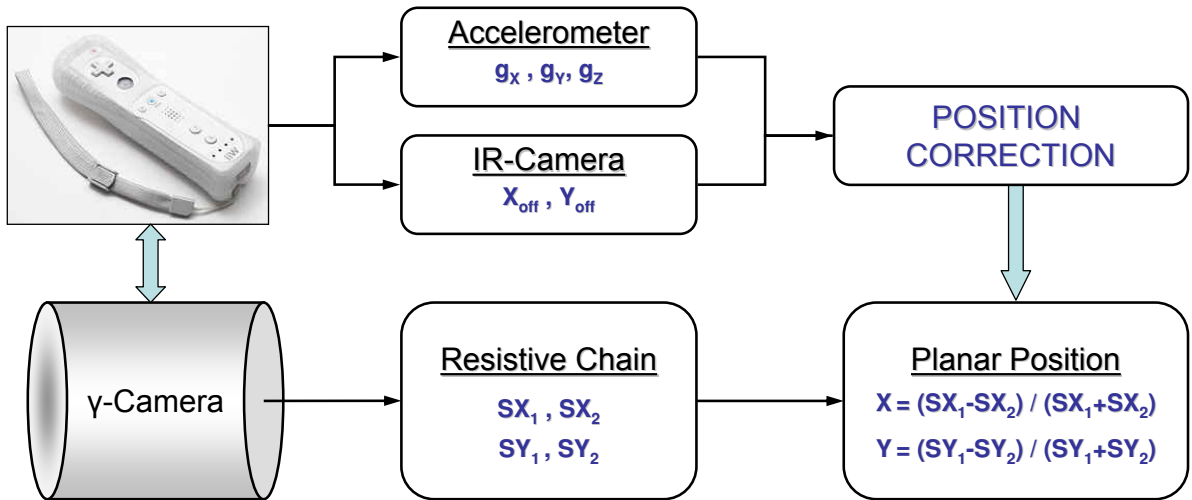 Accelerometer
gX , gY, gZ
IR-Camera
Xoff , Yoff
POSITION
CORRECTION
Wii
γ-Camera
Resistive Chain
SX1 , SX2
SY1 , SY2
Planar Position
X = (SX1-SX2) / (SX1+SX2)
Y = (SY1-SY2) / (SY1+SY2)